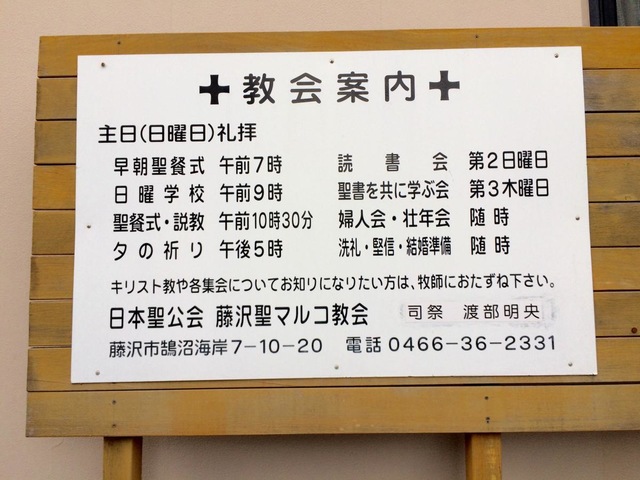 ✚教会案内✚
主日(日曜日)礼拝
早朝聖餐式 午前7時
日曜学校 午前9時
聖餐式・説教 午前10時30分
夕の祈り 午後5時
読書会 第2日曜日
聖書を共に学ぶ会 第3木曜日
婦人会・壮年会 随時
洗礼・堅信・結婚準備 随時
キリスト教や各集会についてお知りになりたい方は、牧師におたずね下さい。
日本聖公会 藤沢聖マルコ教会 司祭 渡部明央
藤沢市鵠沼海岸7-10-20 電話 0466-36-2331